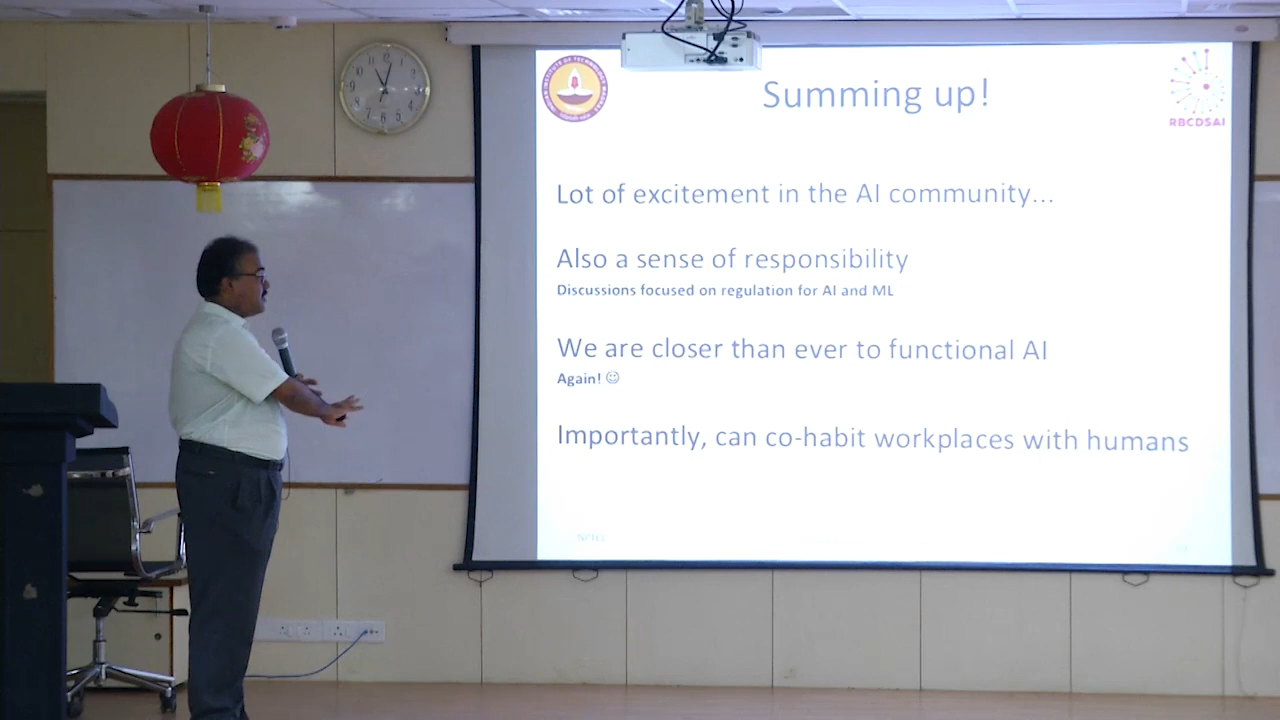 Summing up!
RBCDSAI
Lot of excitement in the AI community...
Also a sense of responsibility
Discussions focused on regulation for AI and ML
We are closer than ever to functional AI
Again! ☺
Importantly, can co-habit workplaces with humans
NPTEL